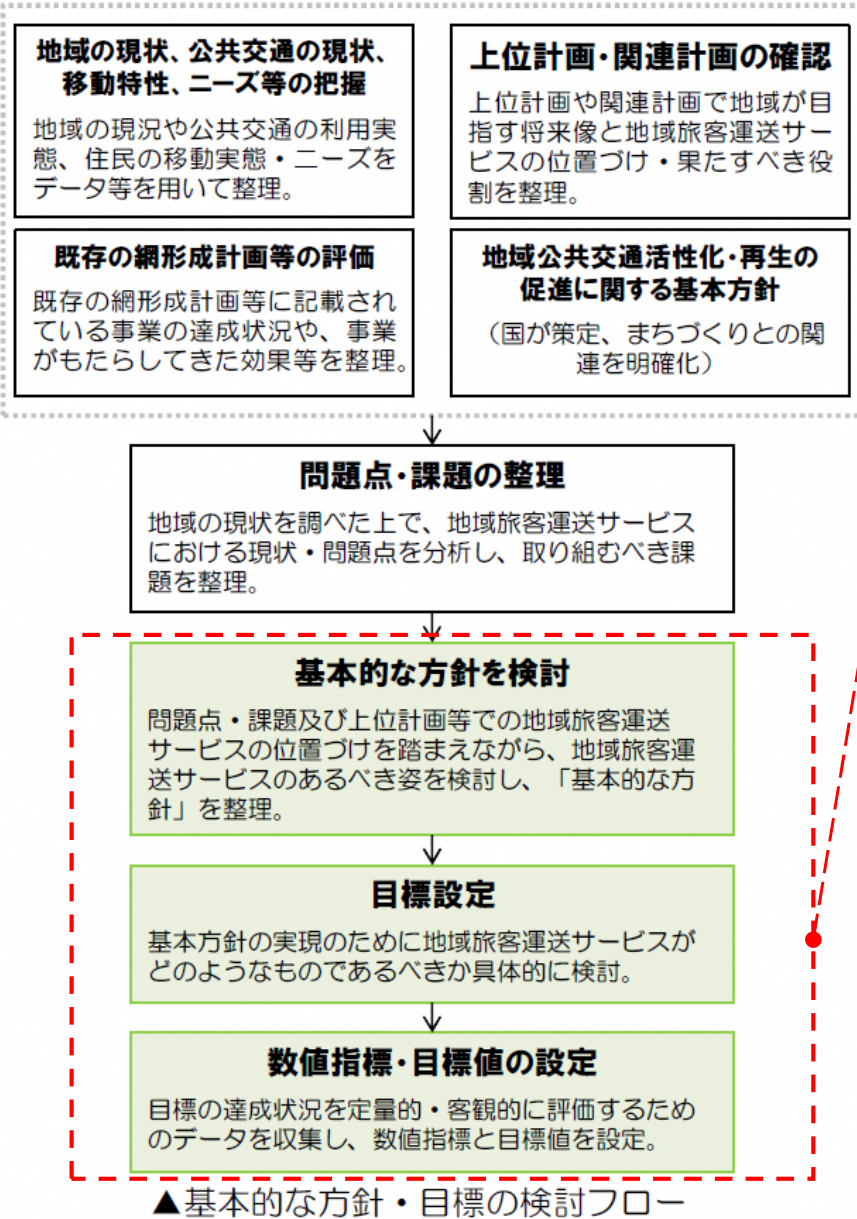 地域の現状、公共交通の現状、
移動特性、ニーズ等の把握
地域の現況や公共交通の利用実
態、住民の移動実態・ニーズを
データ等を用いて整理。
上位計画・関連計画の確認
上位計画や関連計画で地域が目
指す将来像と地域旅客運送サー
ビスの位置づけ・果たすべき役
割を整理。
既存の網形成計画等の評価
既存の網形成計画等に記載され
ている事業の達成状況や、事業
がもたらしてきた効果等を整理。
地域公共交通活性化・再生の
促進に関する基本方針
（国が策定、まちづくりとの関
連を明確化）
問題点・課題の整理
地域の現状を調べた上で、地域旅客運送サービス
における現状・問題点を分析し、取り組むべき課
題を整理。
基本的な方針を検討
問題点・課題及び上位計画等での地域旅客運送
サービスの位置づけを踏まえながら、地域旅客運
送サービスのあるべき姿を検討し、「基本的な方
針」を整理。
目標設定
基本方針の実現のために地域旅客運送サービスが
どのようなものであるべきか具体的に検討。
数値指標・目標値の設定
目標の達成状況を定量的・客観的に評価するため
のデータを収集し、数値指標と目標値を設定。
▲基本的な方針・目標の検討フロー